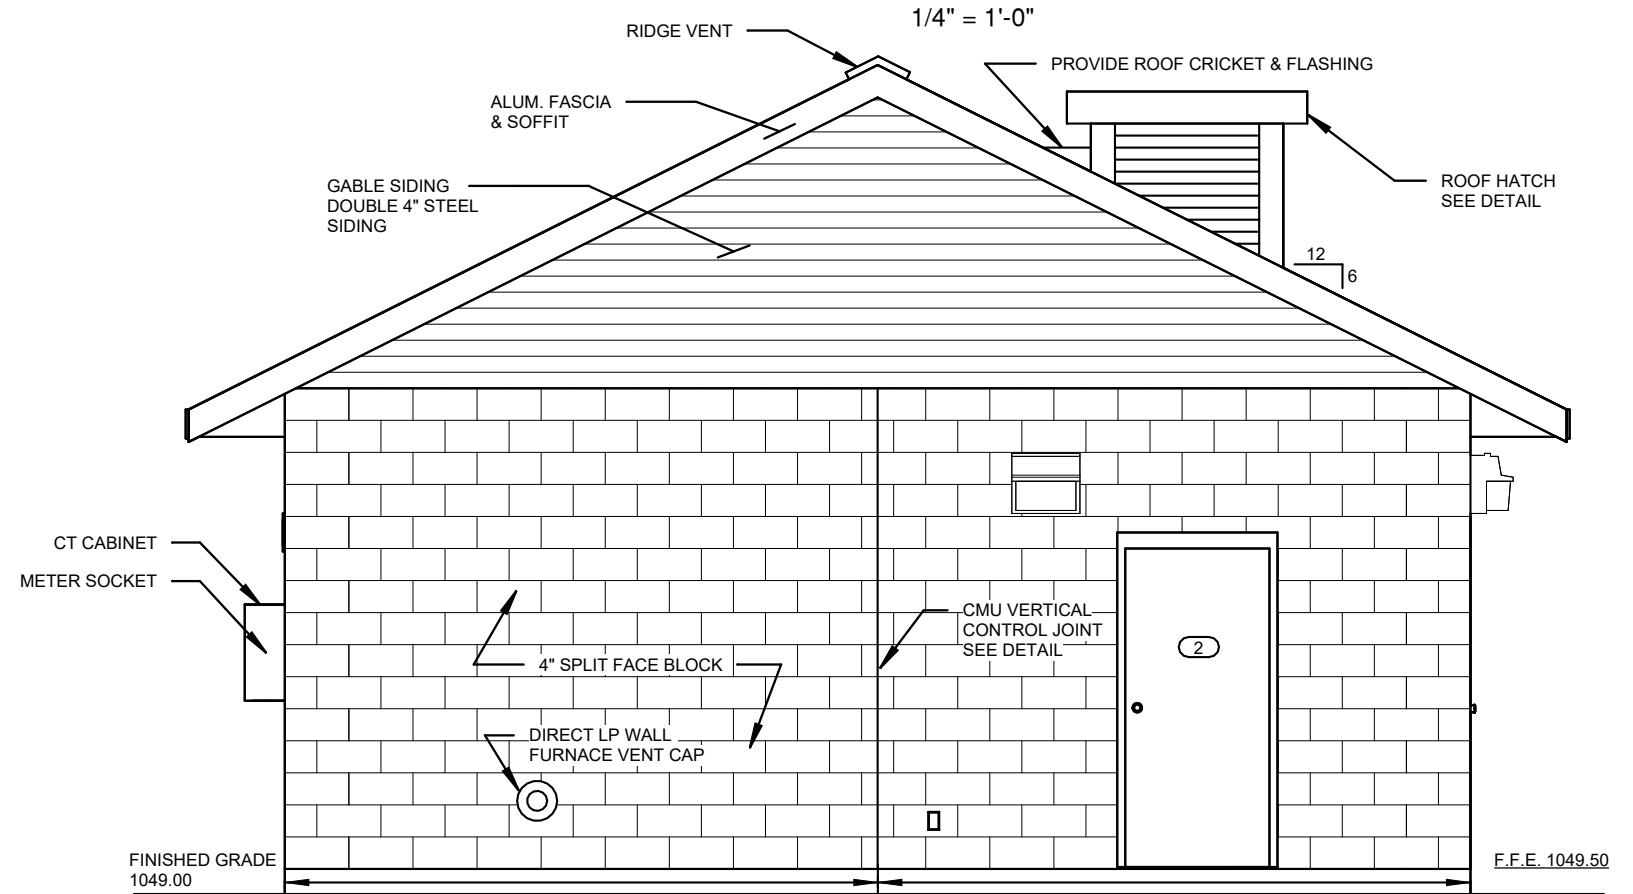 1/4" = 1'-0"
RIDGE VENT
PROVIDE ROOF CRICKET & FLASHING
ALUM. FASCIA
& SOFFIT
GABLE SIDING
DOUBLE 4" STEEL
SIDING
ROOF HATCH
SEE DETAIL
12
6
CT CABINET
METER SOCKET
CMU VERTICAL
CONTROL JOINT
SEE DETAIL
2
4" SPLIT FACE BLOCK
DIRECT LP WALL
FURNACE VENT CAP
FINISHED GRADE
1049.00
F.F.E. 1049.50